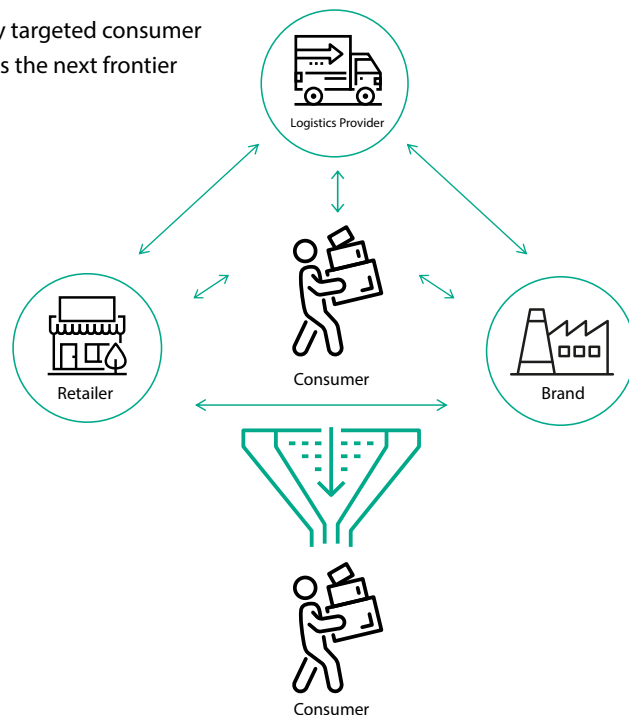 y targeted consumer
s the next frontier
Logistics Provider
Consumer
Retailer
Brand
Consumer